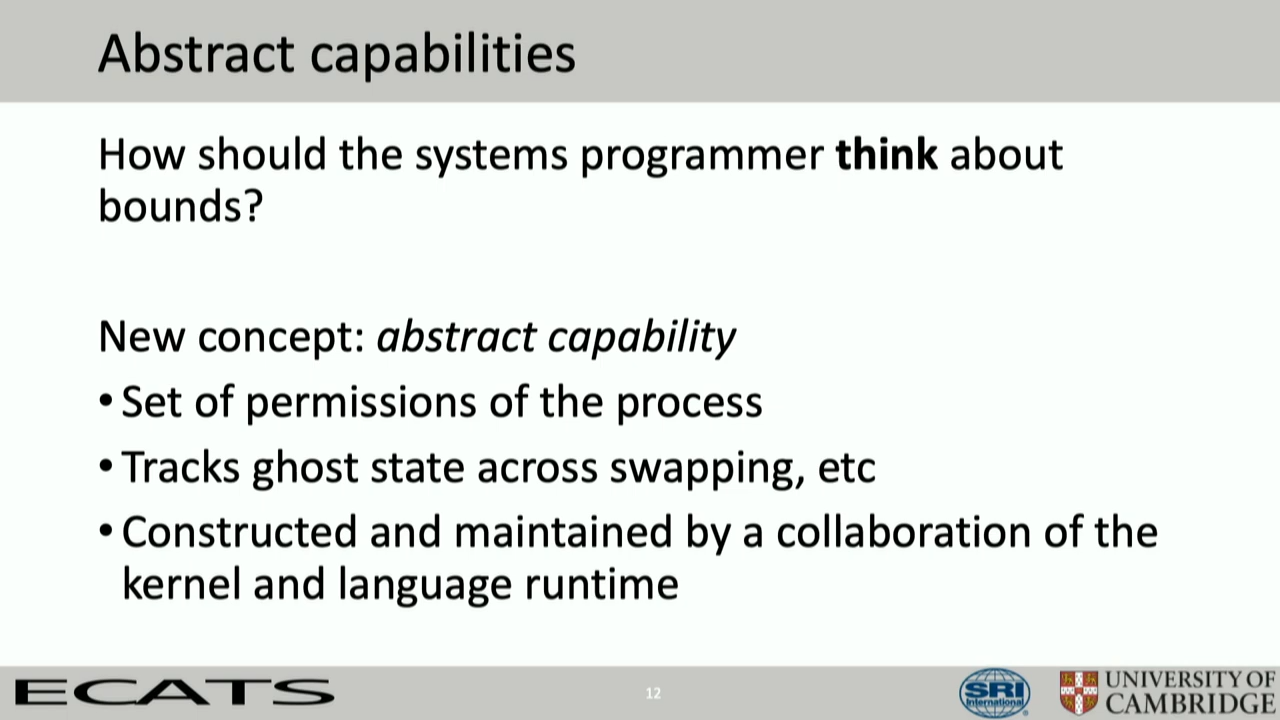 Abstract capabilities
How should the systems programmer think about
bounds?
New concept: abstract capability
• Set of permissions of the process
• Tracks ghost state across swapping, etc
• Constructed and maintained by a collaboration of the
kernel and language runtime
ECATS
12
SRI
International
UNIVERSITY OF
CAMBRIDGE